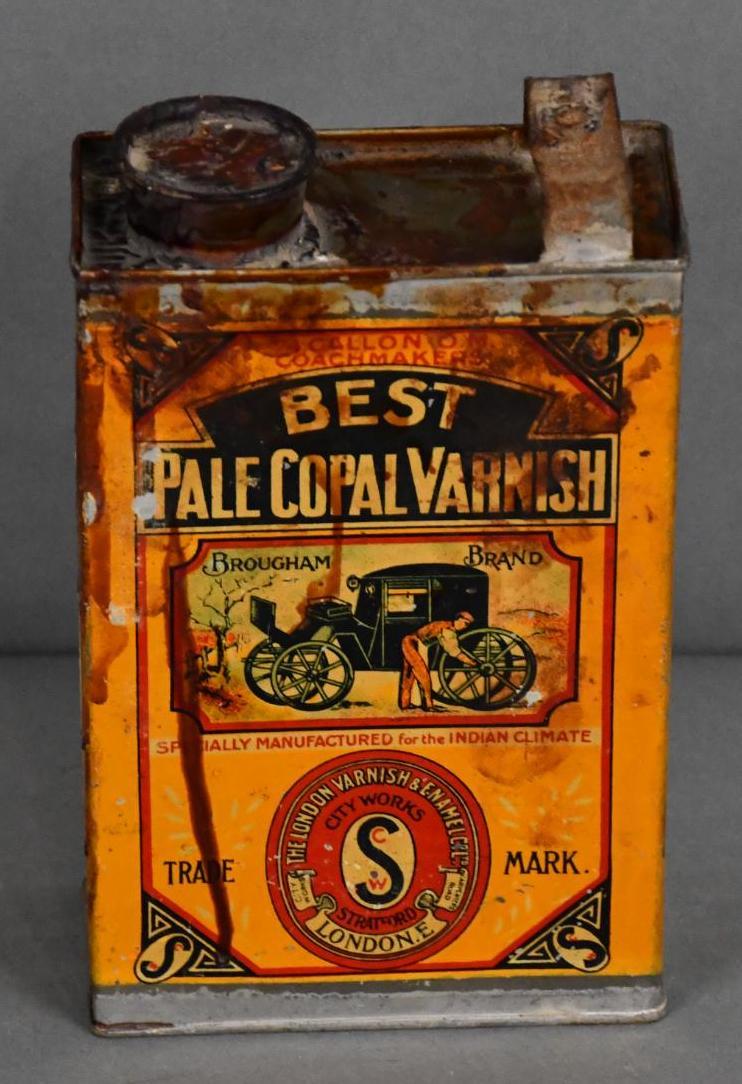 GALLON O.M.
COACHMAKERS
BEST
PALE COPAL VARNISH
BROUGHAM BRAND
SPECIALLY MANUFACTURED for the INDIAN CLIMATE
THE LONDON VARNISH & ENAMEL Co Ltd
CITY WORKS
S
C
W
TRADE MARK.
STRATFORD
LONDON.E.
S
S
S
S